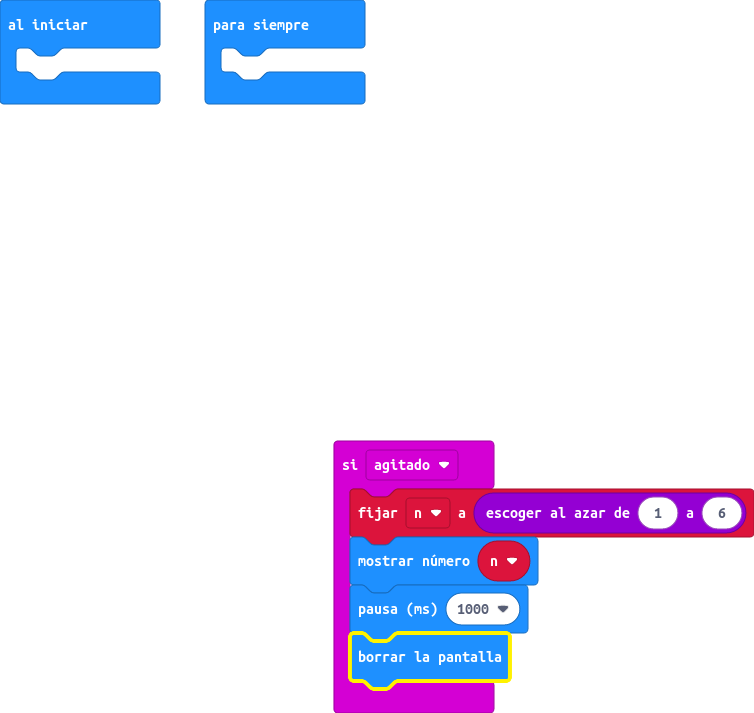 al iniciar
para siempre
si agitado
fijar n a escoger al azar de 1 a 6
mostrar número n
pausa (ms) 1000
borrar la pantalla